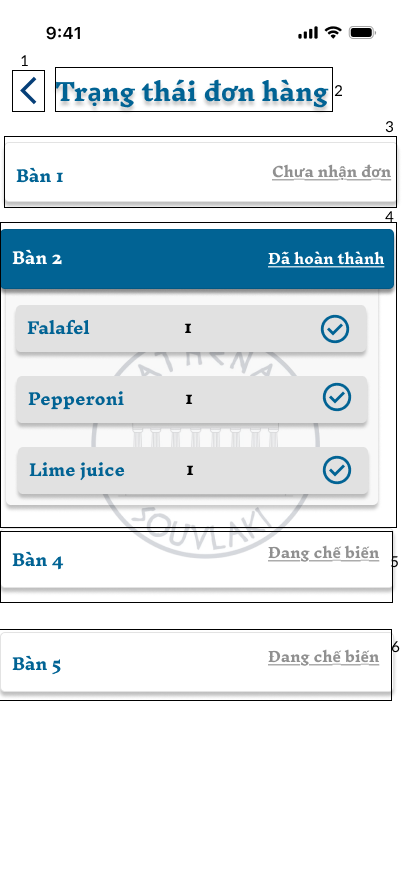 9:41
1
Trạng thái đơn hàng
2
3
Bàn 1
Chưa nhận đơn
4
Bàn 2
Đã hoàn thành
Falafel
1
ATHENA
Pepperoni
1
Lime juice
1
SOUVLAKI
Bàn 4
Đang chế biến
5
Bàn 5
Đang chế biến
6